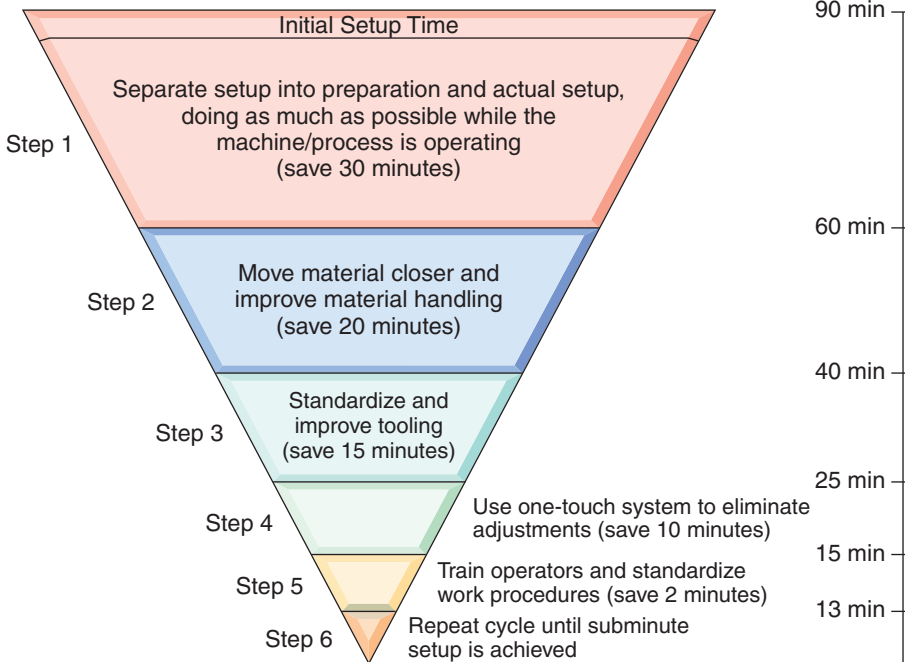 90 min
Initial Setup Time
Step 1
Separate setup into preparation and actual setup,
doing as much as possible while the
machine/process is operating
(save 30 minutes)
60 min
Step 2
Move material closer and
improve material handling
(save 20 minutes)
40 min
Step 3
Standardize and
improve tooling
(save 15 minutes)
25 min
Step 4
Use one-touch system to eliminate
adjustments (save 10 minutes)
15 min
Step 5
Train operators and standardize
work procedures (save 2 minutes)
13 min
Step 6
Repeat cycle until subminute
setup is achieved